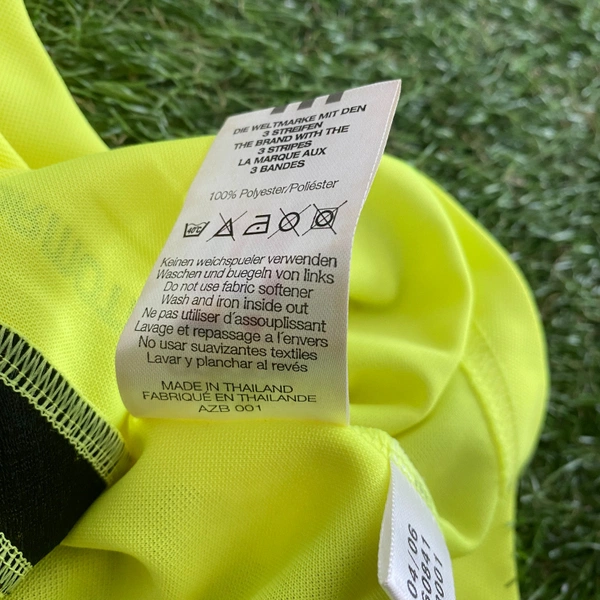 DIE WELTMARKE MIT DEN
3 STREIFEN
THE BRAND WITH THE
3 STRIPES
LA MARQUE AUX
3 BANDES
100% Polyester/Poliéster
40°C
Keinen weichspueler verwenden
Waschen und buegeln von links
Do not use fabric softener
Wash and iron inside out
Ne pas utiliser d'assouplissant
Lavage et repassage a l'envers
No usar suavizantes textiles
Lavar y planchar al revés
MADE IN THAILAND
FABRIQUÉ EN THAILANDE
AZB 001
04/06
60941
001